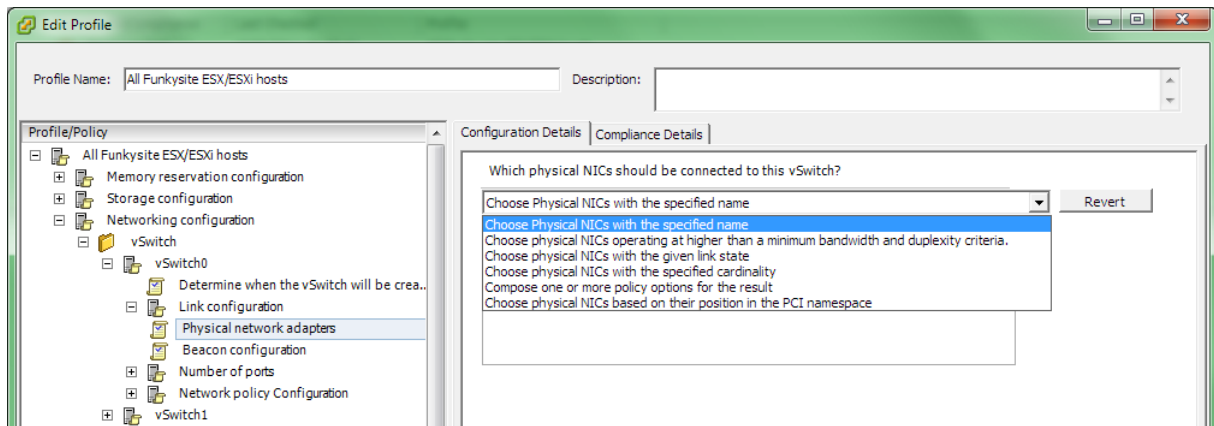 Edit Profile
Profile Name: All Funkysite ESX/ESXi hosts Description:
Profile/Policy
All Funkysite ESX/ESXi hosts
Memory reservation configuration
Storage configuration
Networking configuration
vSwitch
vSwitch0
Determine when the vSwitch will be crea..
Link configuration
Physical network adapters
Beacon configuration
Number of ports
Network policy Configuration
vSwitch1
Configuration Details Compliance Details
Which physical NICs should be connected to this vSwitch?
Choose Physical NICs with the specified name Revert
Choose Physical NICs with the specified name
Choose physical NICs operating at higher than a minimum bandwidth and duplexity criteria.
Choose physical NICs with the given link state
Choose physical NICs with the specified cardinality
Compose one or more policy options for the result
Choose physical NICs based on their position in the PCI namespace